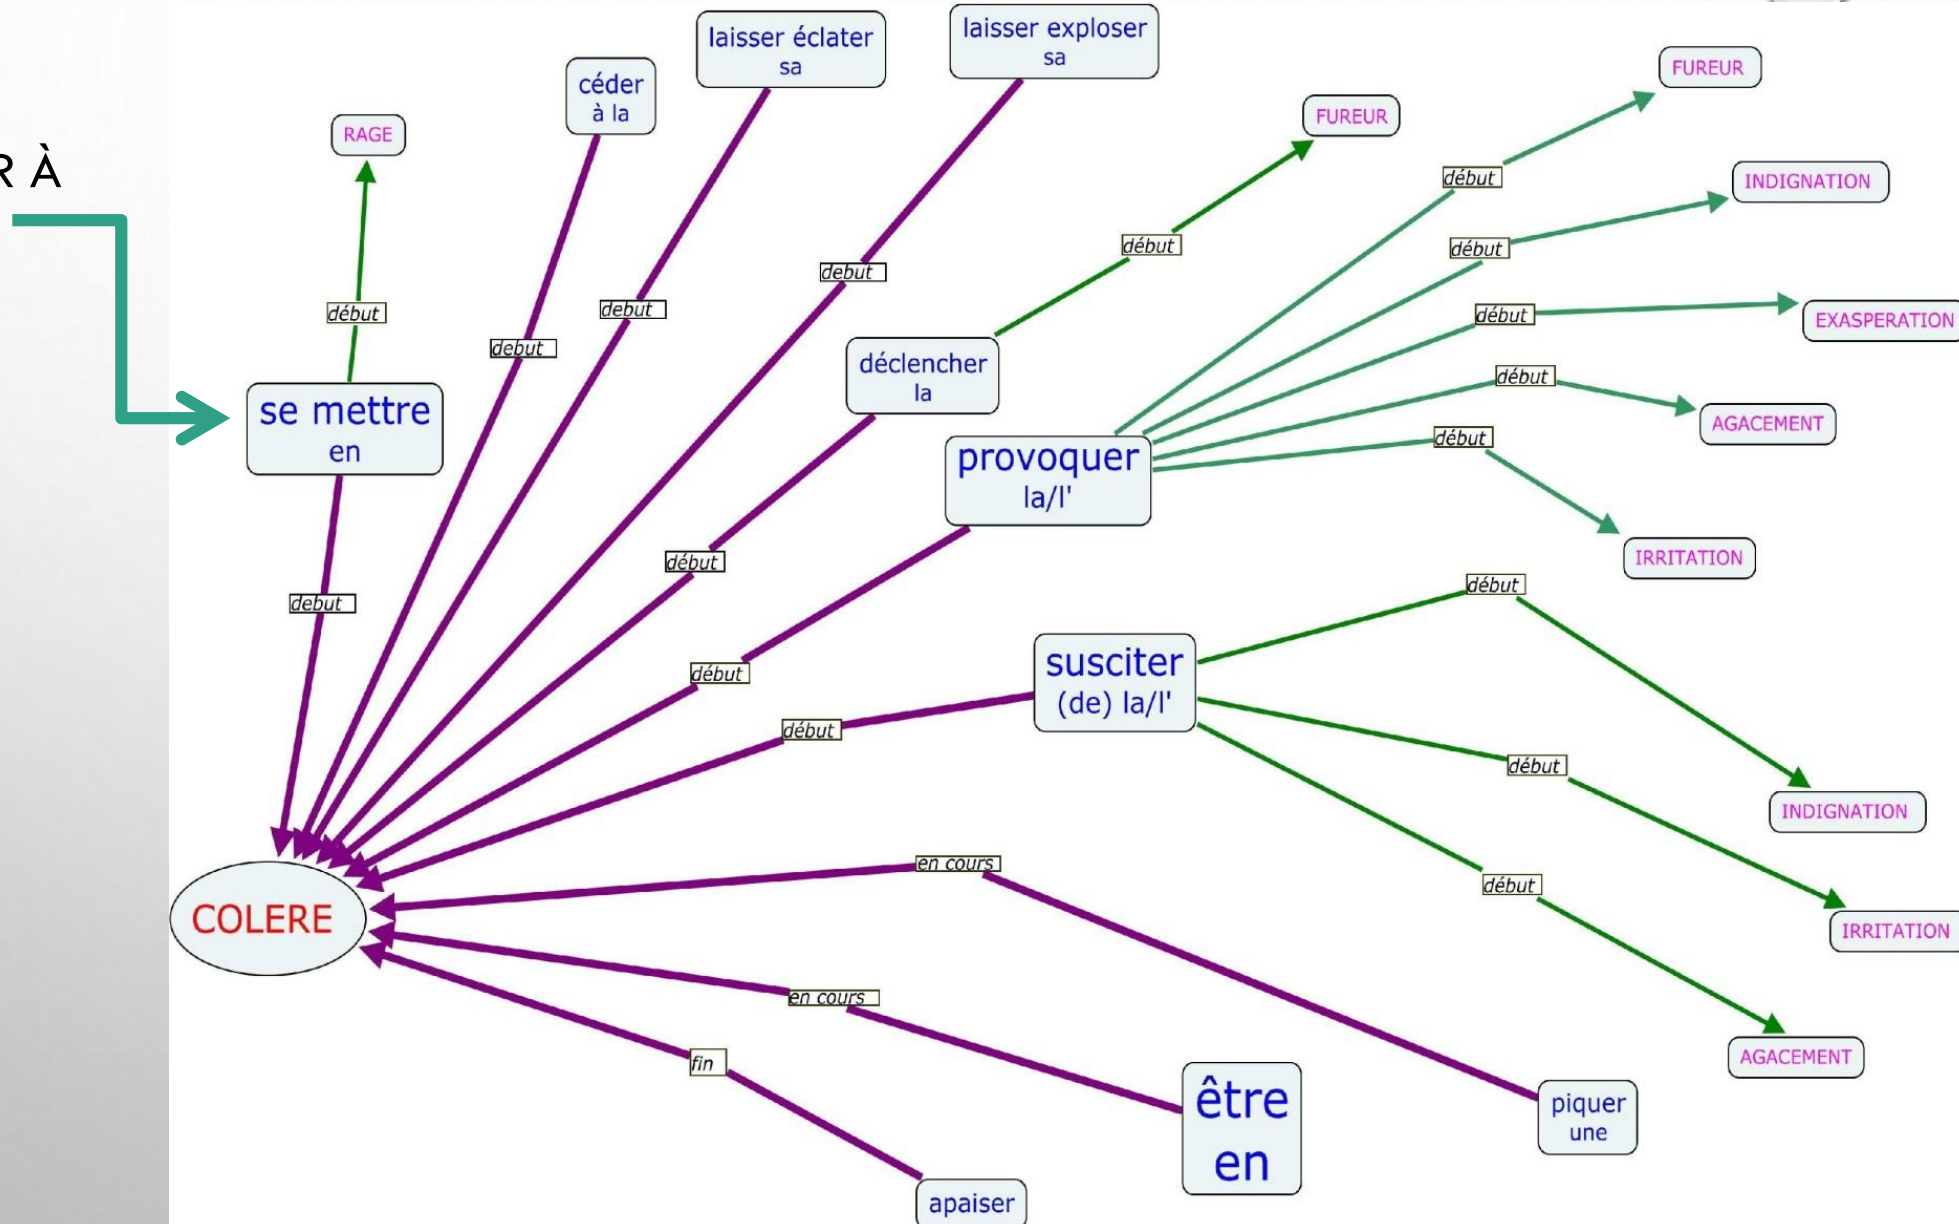 laisser exploser
sa
laisser éclater
sa
céder
à la
FUREUR
FUREUR
RAGE
R À
début
INDIGNATION
début
début
debut
début
debut
début
EXASPERATION
debut
déclencher
la
début
AGACEMENT
se mettre
en
provoquer
la/l'
début
IRRITATION
début
debut
début
susciter
(de) la/l'
début
début
début
INDIGNATION
en cours
début
COLERE
IRRITATION
en cours
fin
AGACEMENT
être
en
piquer
une
apaiser